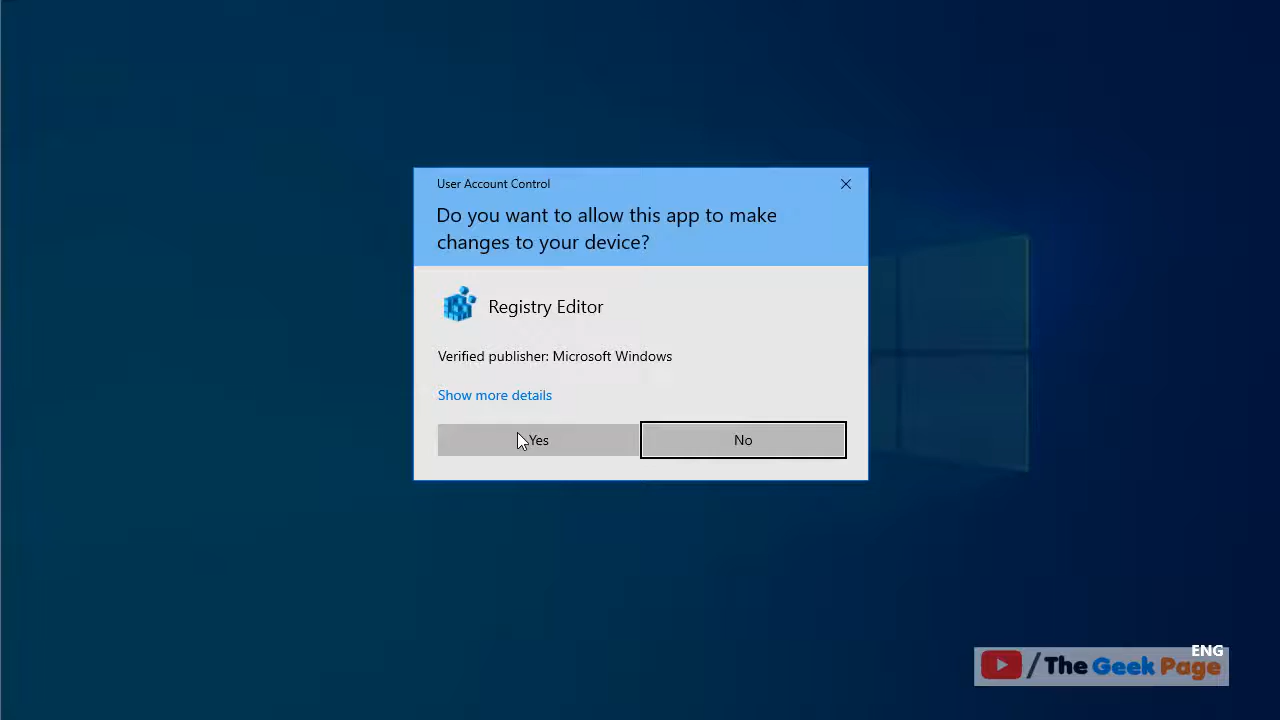 User Account Control
Do you want to allow this app to make
changes to your device?
Registry Editor
Verified publisher: Microsoft Windows
Show more details
Yes
No
ENG
/The Geek Page